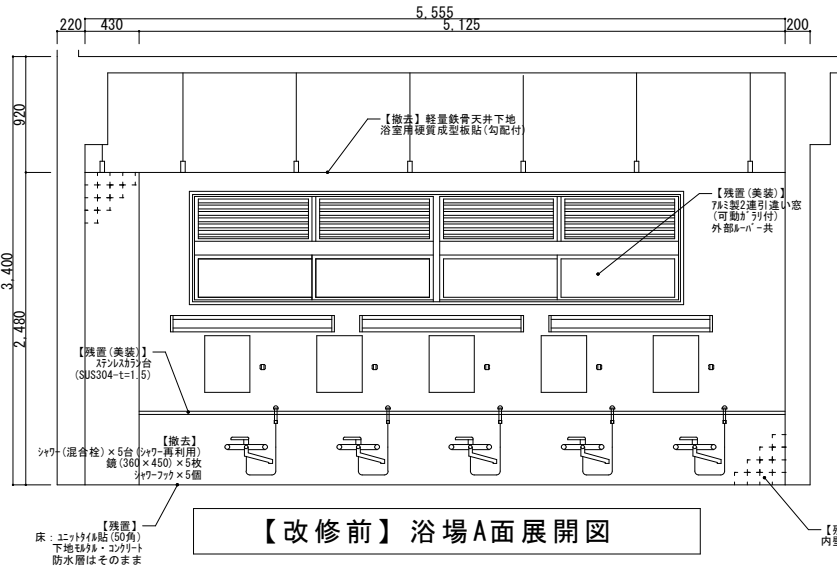 5,555
220
430
5,125
200
920
3,400
2,480
【撤去】軽量鉄骨天井下地
浴室用硬質成型板貼(勾配付)
【残置(美装)】
アルミ製2連引違い窓
(可動ガラリ付)
外部ルーバー共
【残置(美装)】
ステンレスカラン台
(SUS304-t=1.5)
【撤去】
シャワー(混合栓)×5台(シャワー再利用)
鏡(360×450)×5枚
シャワーフック×5個
【残置】
床：ユニットタイル貼(50角)
下地モルタル・コンクリート
防水層はそのまま
【改修前】浴場A面展開図
内